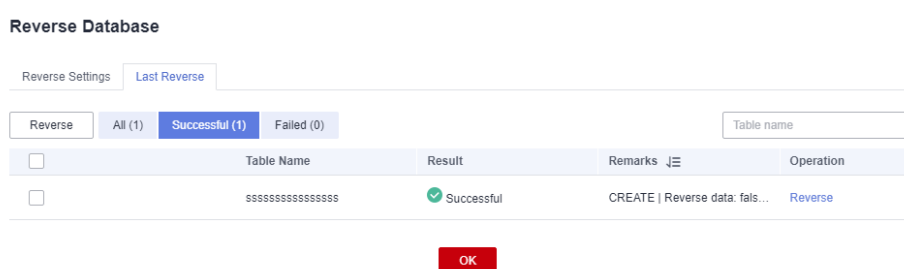 Reverse Database
Reverse Settings Last Reverse
Reverse All (1) Successful (1) Failed (0) Table name
Table Name Result Remarks Operation
ssssssssssssssss Successful CREATE | Reverse data: fals... Reverse
OK